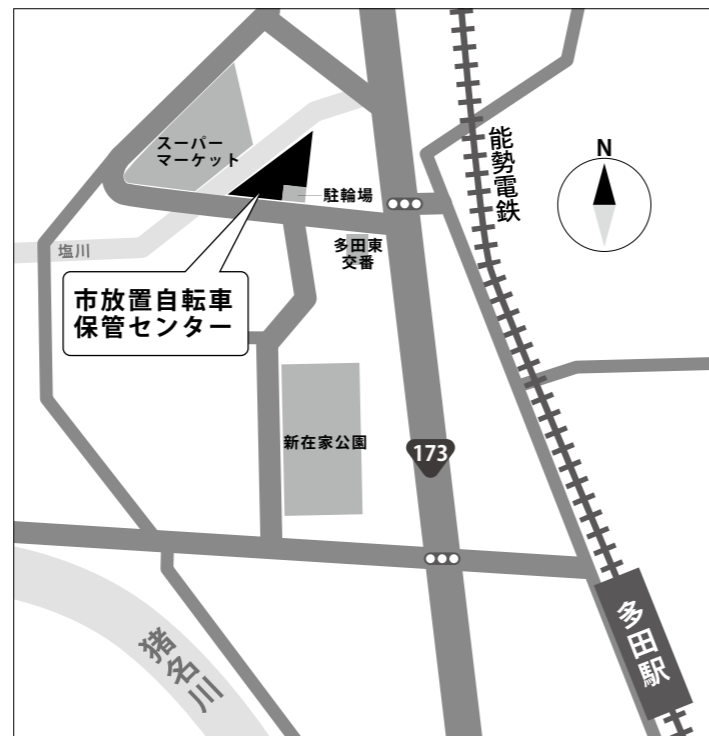 スーパー
マーケット
能勢電鉄
N
駐輪場
塩川
多田東
交番
市放置自転車
保管センター
新在家公園
173
多田駅
猪名川